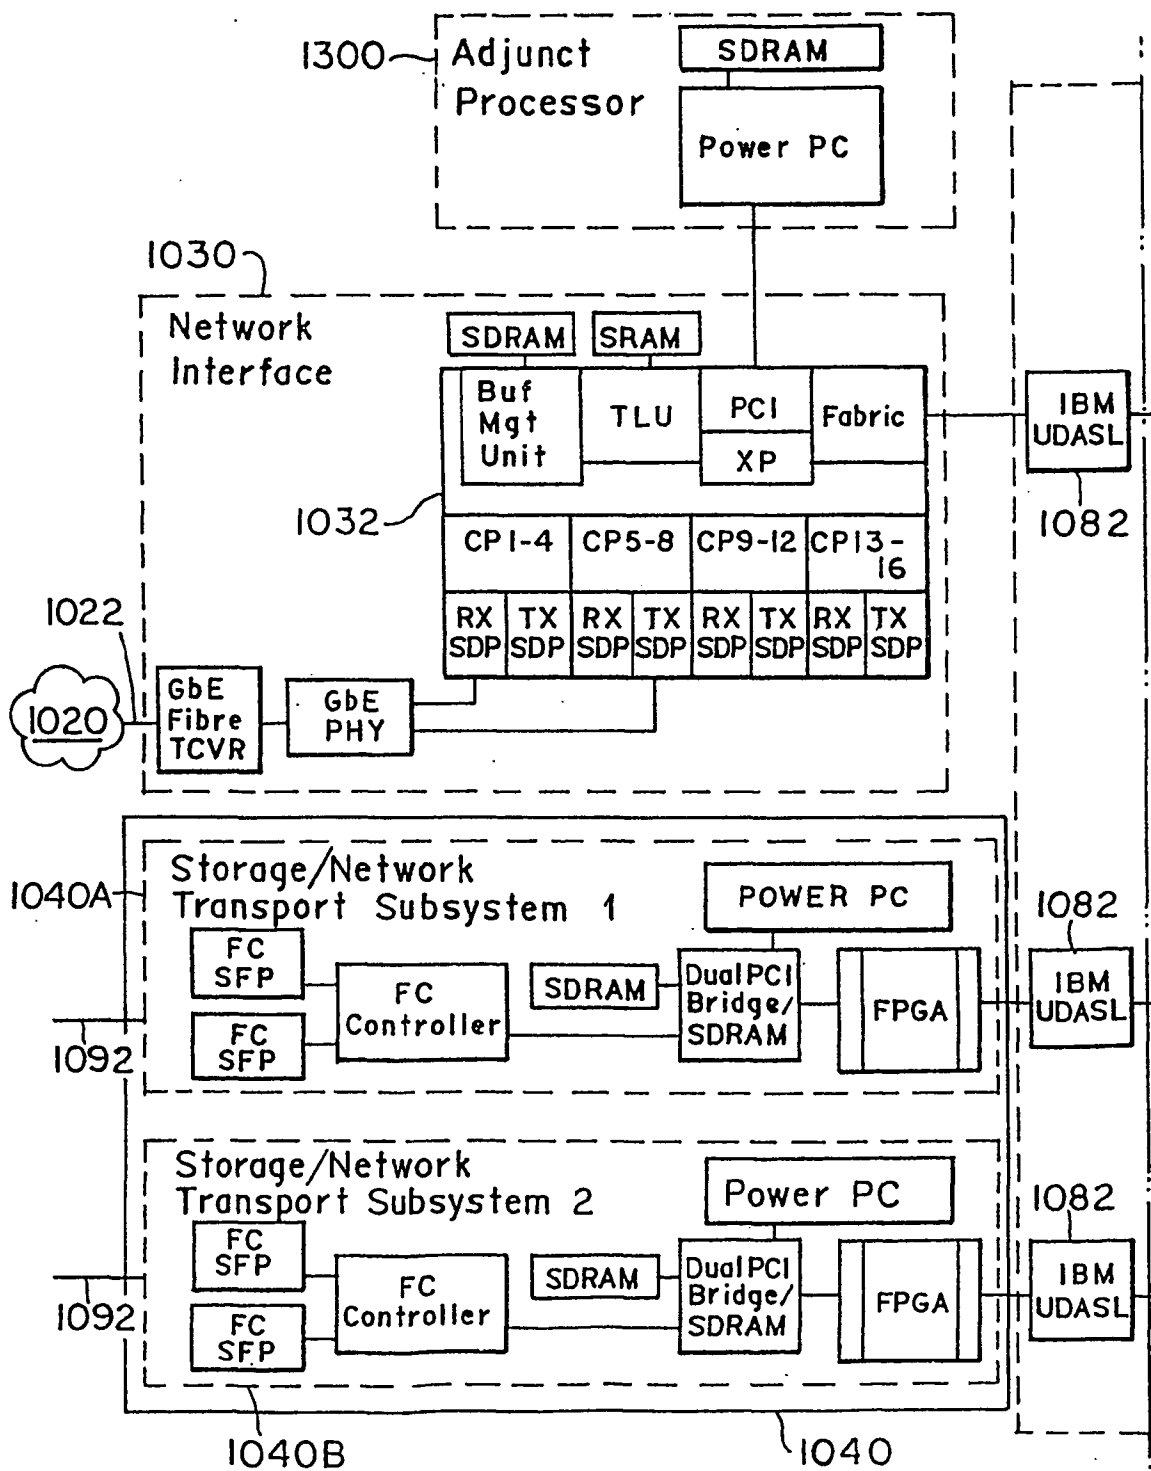 1300
Adjunct
Processor
SDRAM
Power PC
1030
Network
Interface
SDRAM
SRAM
Buf
Mgt
Unit
TLU
PCI
XP
Fabric
IBM
UDASL
1082
1032
CP1-4
CP5-8
CP9-12
CP13-
16
RX
SDP
TX
SDP
RX
SDP
TX
SDP
RX
SDP
TX
SDP
RX
SDP
TX
SDP
1022
1020
GbE
Fibre
TCVR
GbE
PHY
1040A
Storage/Network
Transport Subsystem 1
POWER PC
FC
SFP
FC
SFP
FC
Controller
SDRAM
Dual PCI
Bridge/
SDRAM
FPGA
1082
IBM
UDASL
1092
Storage/Network
Transport Subsystem 2
Power PC
FC
SFP
FC
SFP
FC
Controller
SDRAM
Dual PCI
Bridge/
SDRAM
FPGA
1082
IBM
UDASL
1092
1040B
1040